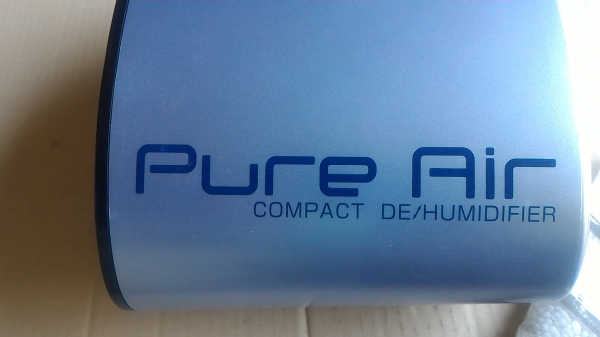 Pure Air
COMPACT DE/HUMIDIFIER